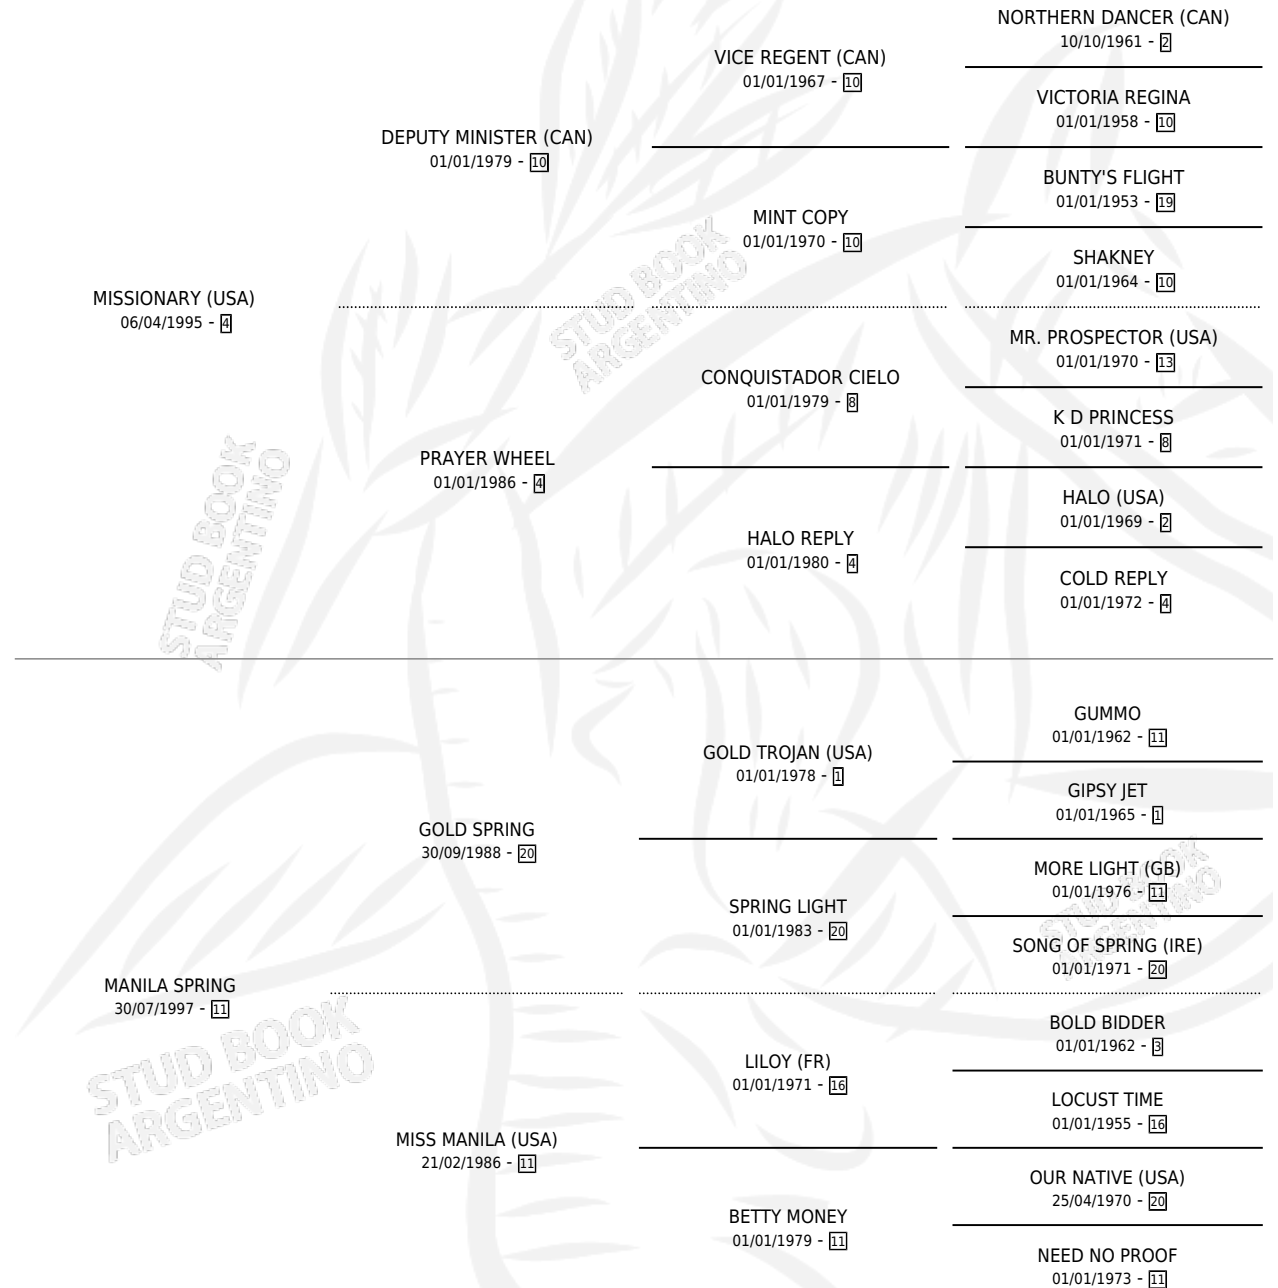 NORTHERN DANCER (CAN)
10/10/1961 - 2
VICE REGENT (CAN)
01/01/1967 - 10
VICTORIA REGINA
01/01/1958 - 10
DEPUTY MINISTER (CAN)
01/01/1979 - 10
BUNTY'S FLIGHT
01/01/1953 - 19
MINT COPY
01/01/1970 - 10
SHAKNEY
01/01/1964 - 10
MISSIONARY (USA)
06/04/1995 - 4
MR. PROSPECTOR (USA)
01/01/1970 - 13
CONQUISTADOR CIELO
01/01/1979 - 8
K D PRINCESS
01/01/1971 - 8
PRAYER WHEEL
01/01/1986 - 4
HALO (USA)
01/01/1969 - 2
HALO REPLY
01/01/1980 - 4
COLD REPLY
01/01/1972 - 4
GUMMO
01/01/1962 - 11
GOLD TROJAN (USA)
01/01/1978 - 1
GIPSY JET
01/01/1965 - 1
GOLD SPRING
30/09/1988 - 20
MORE LIGHT (GB)
01/01/1976 - 11
SPRING LIGHT
01/01/1983 - 20
SONG OF SPRING (IRE)
01/01/1971 - 20
MANILA SPRING
30/07/1997 - 11
BOLD BIDDER
01/01/1962 - 3
LILOY (FR)
01/01/1971 - 16
LOCUST TIME
01/01/1955 - 16
MISS MANILA (USA)
21/02/1986 - 11
OUR NATIVE (USA)
25/04/1970 - 20
BETTY MONEY
01/01/1979 - 11
NEED NO PROOF
01/01/1973 - 11
STUD BOOK
ARGENTINO
STUD BOOK
ARGENTINO
STUD BOOK
ARGENTINO
STUD BOOK
ARGENTINO